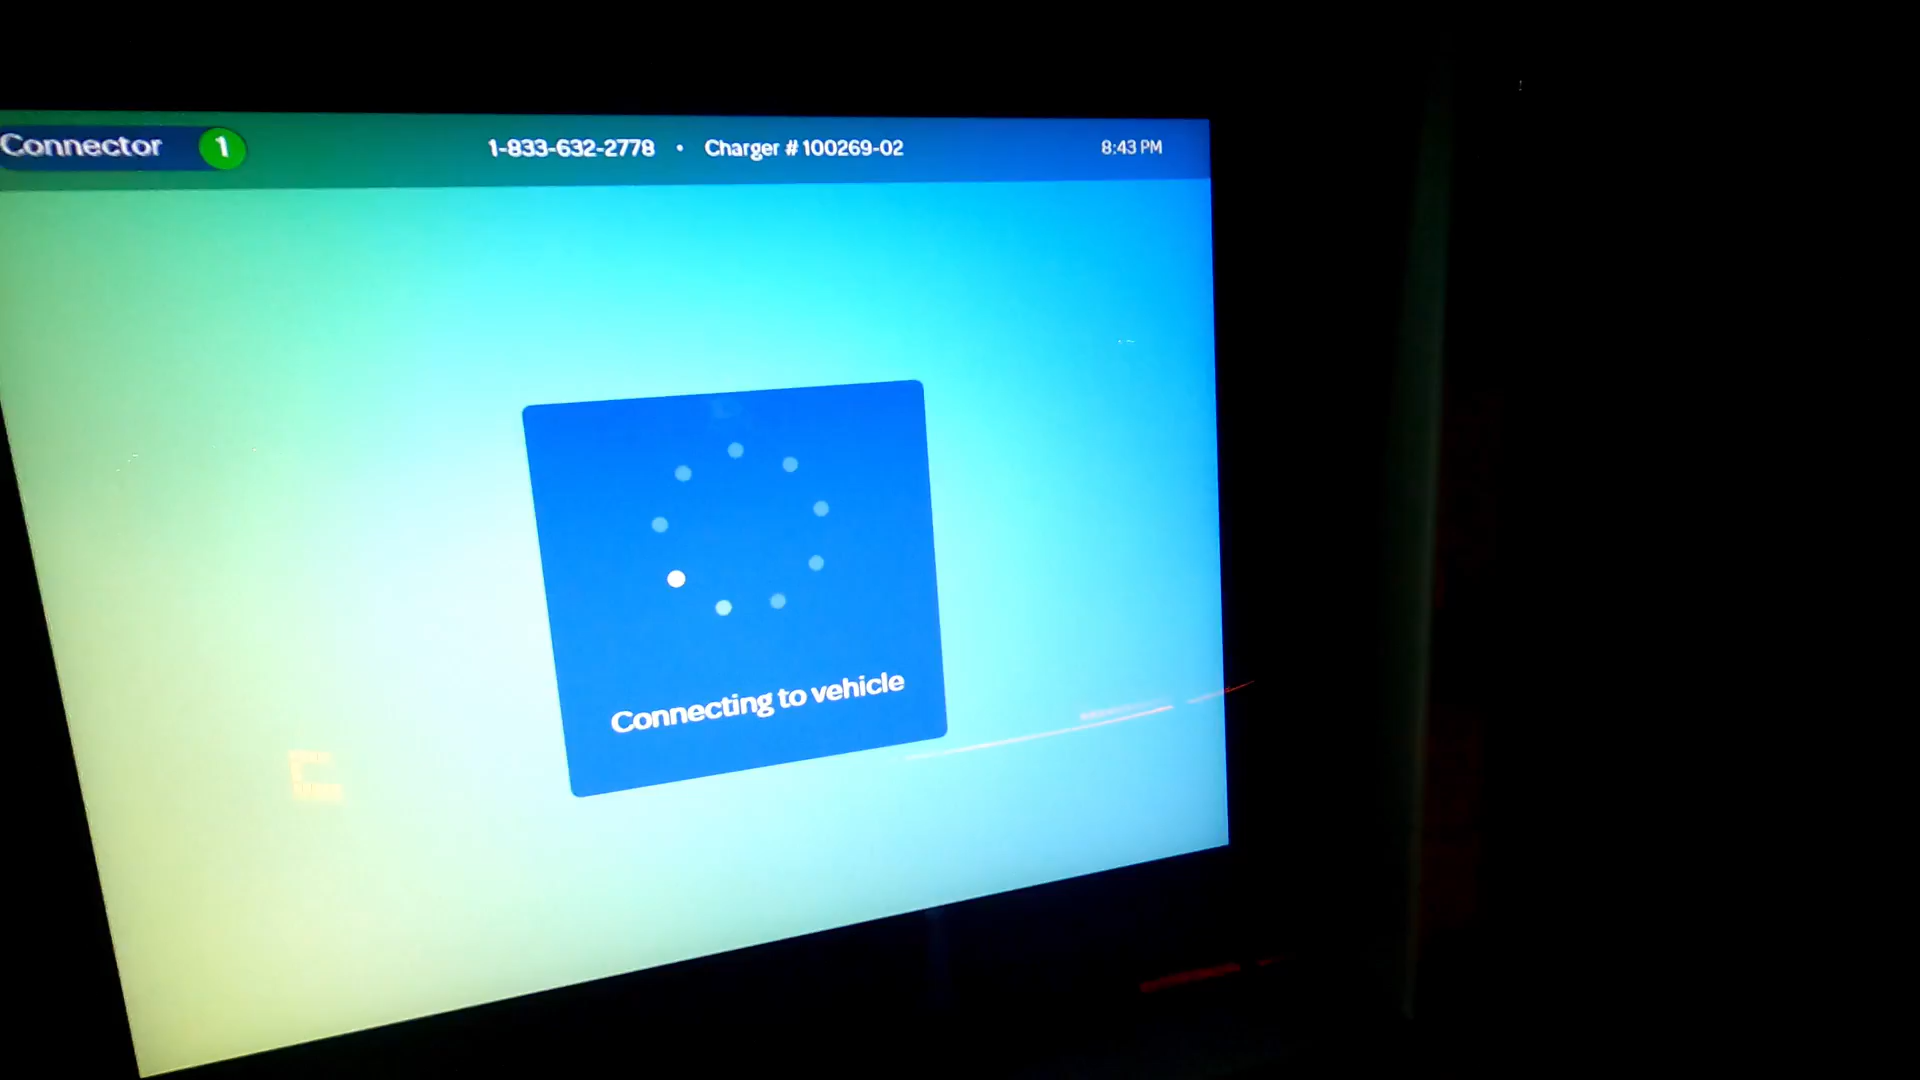 Connector 1
1-833-632-2778 • Charger # 100269-02
8:43 PM
Connecting to vehicle